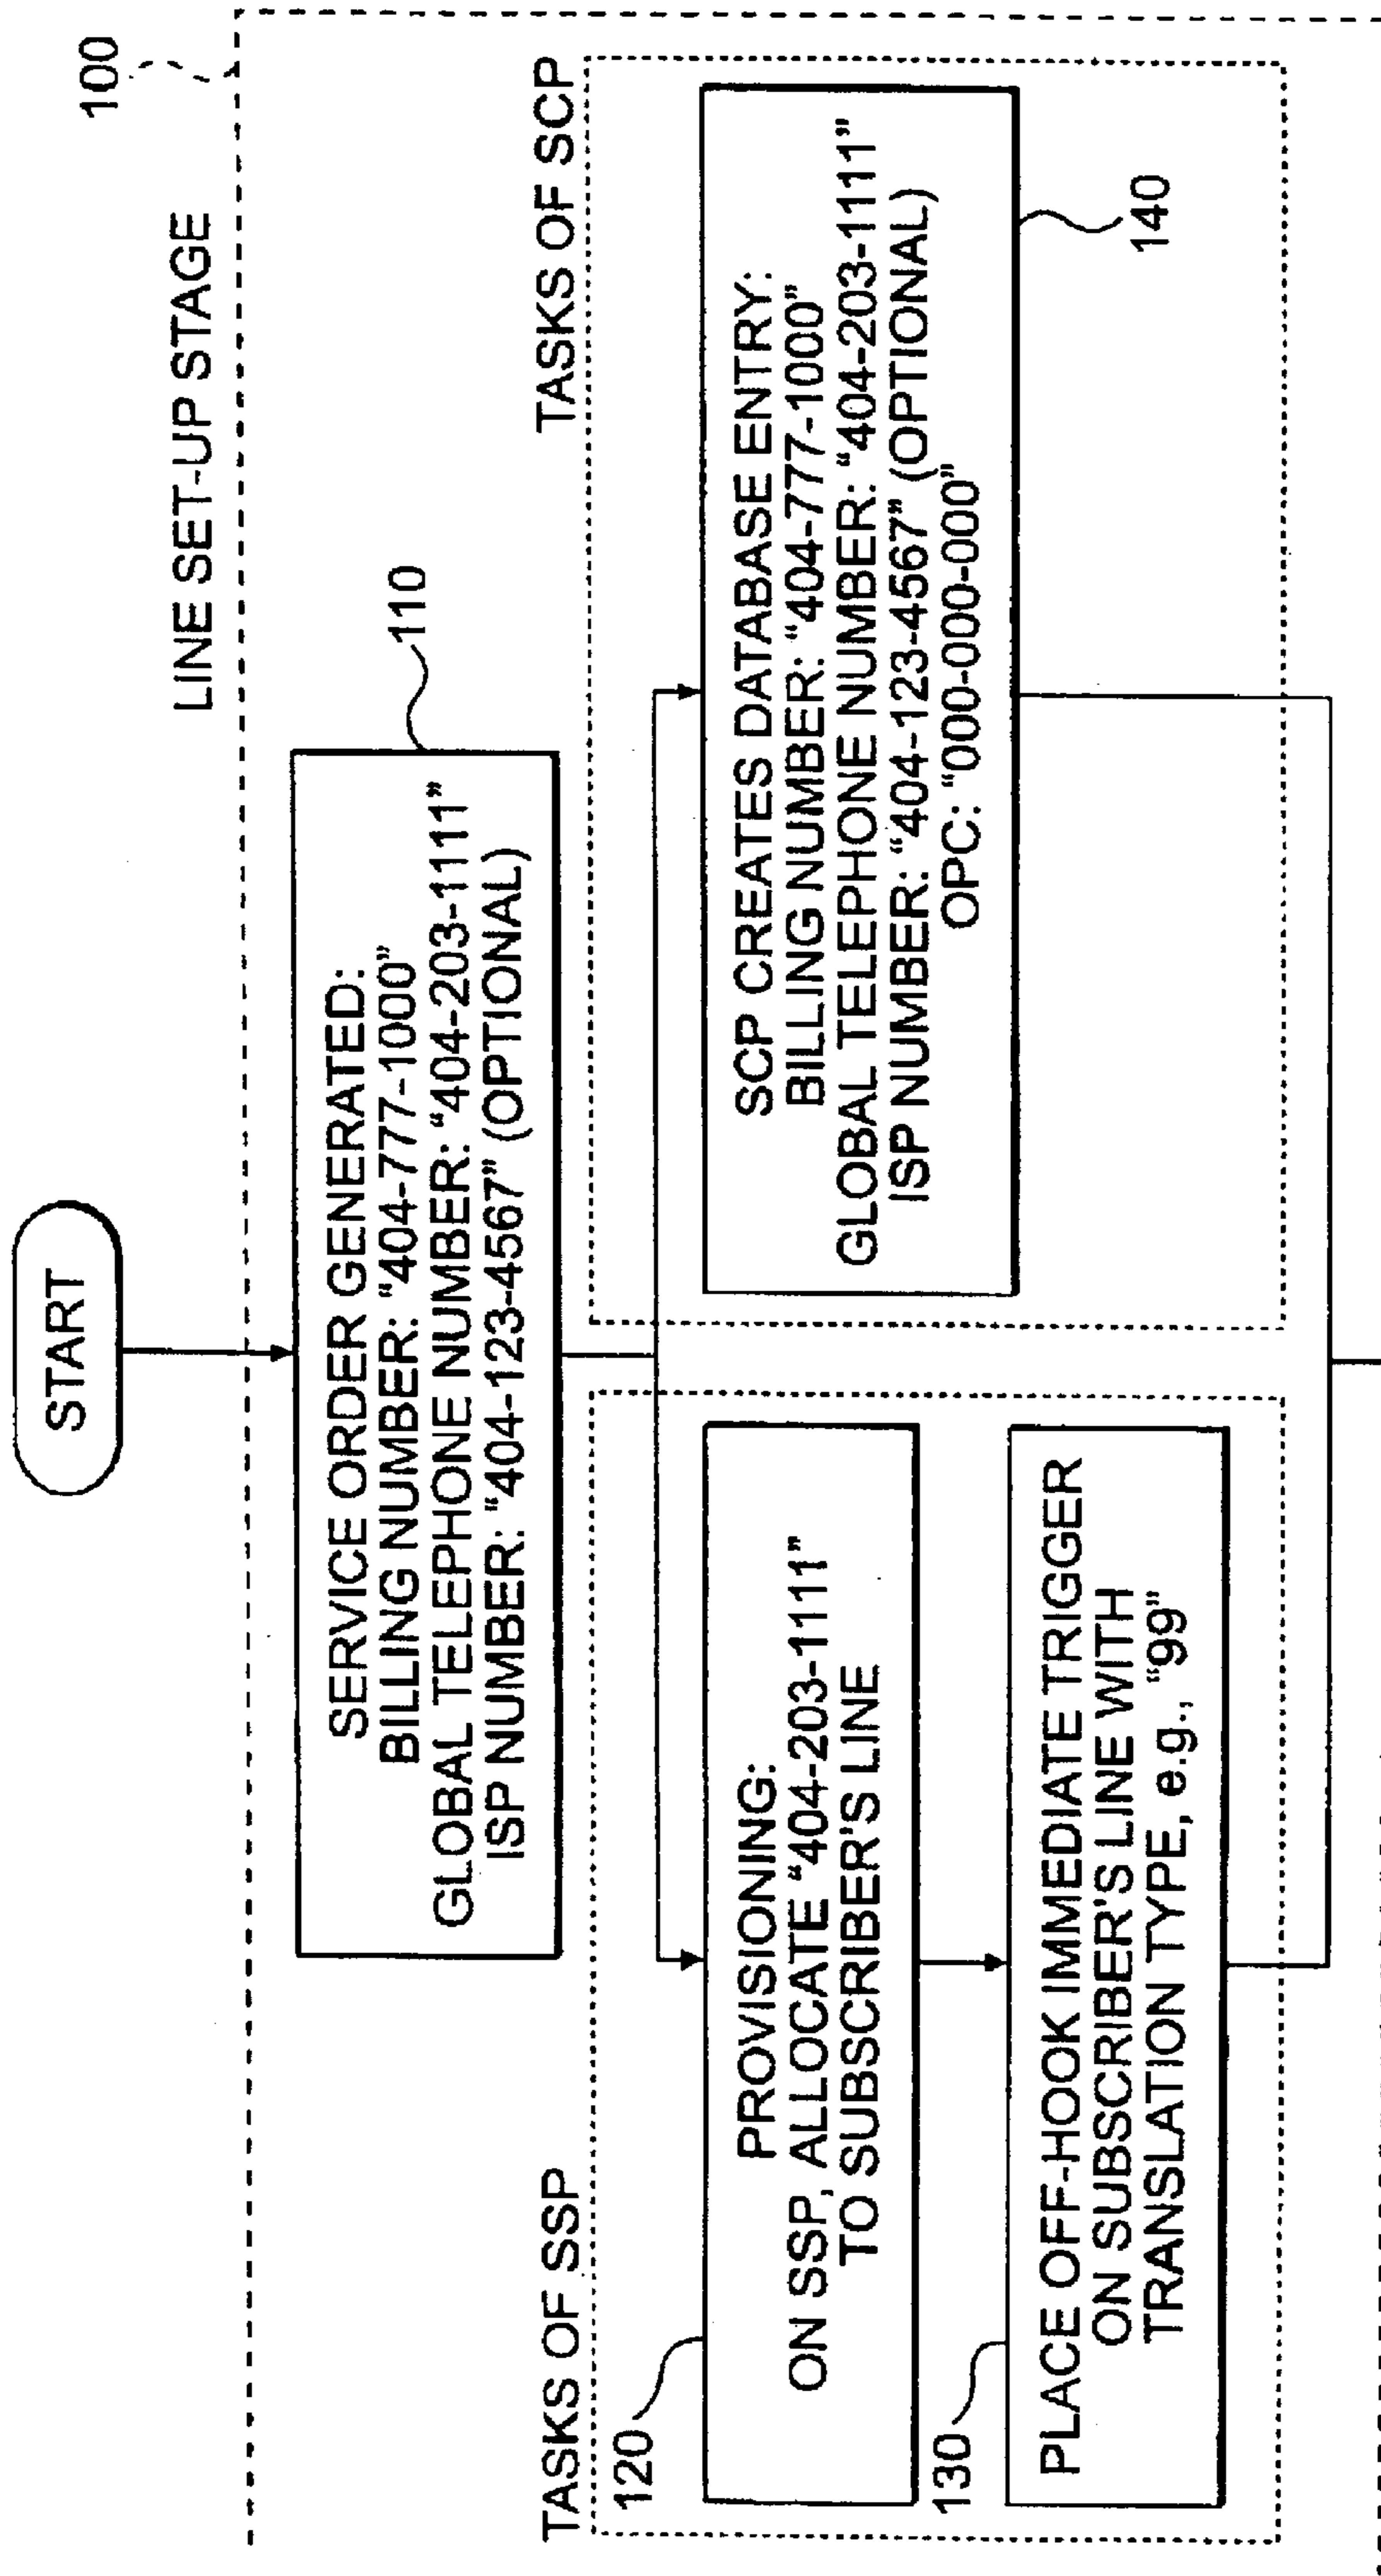 START
100
LINE SET-UP STAGE
SERVICE ORDER GENERATED:
BILLING NUMBER: "404-777-1000"
GLOBAL TELEPHONE NUMBER: "404-203-1111"
ISP NUMBER: "404-123-4567" (OPTIONAL)
110
TASKS OF SSP
120
PROVISIONING:
ON SSP, ALLOCATE "404-203-1111"
TO SUBSCRIBER'S LINE
130
PLACE OFF-HOOK IMMEDIATE TRIGGER
ON SUBSCRIBER'S LINE WITH
TRANSLATION TYPE, e.g., "99"
TASKS OF SCP
SCP CREATES DATABASE ENTRY:
BILLING NUMBER: "404-777-1000"
GLOBAL TELEPHONE NUMBER: "404-203-1111"
ISP NUMBER: "404-123-4567" (OPTIONAL)
OPC: "000-000-000"
140